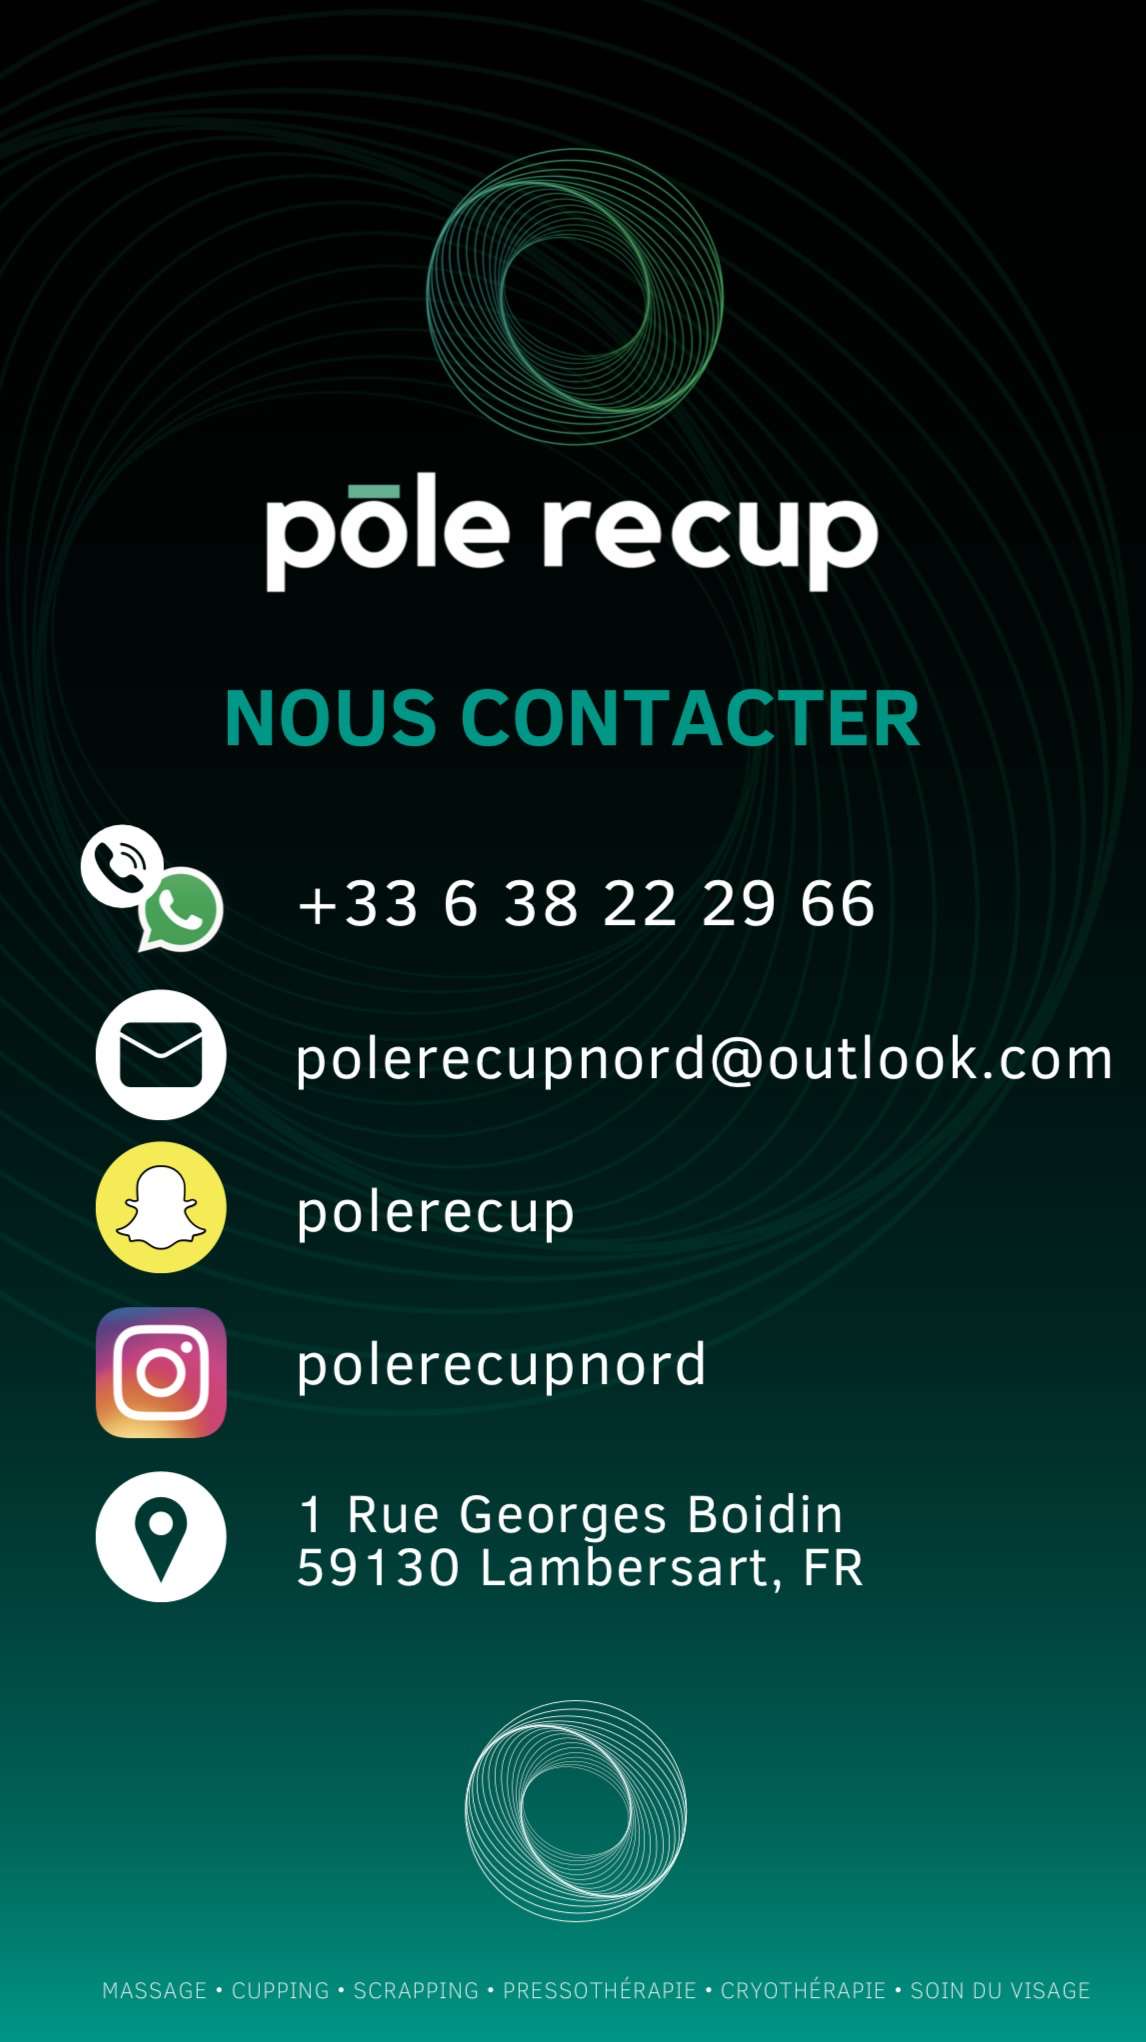 pōle recup
NOUS CONTACTER
+33 6 38 22 29 66
polerecupnord@outlook.com
polerecup
polerecupnord
1 Rue Georges Boidin
59130 Lambersart, FR
MASSAGE • CUPPING • SCRAPPING • PRESSOTHÉRAPIE • CRYOTHÉRAPIE • SOIN DU VISAGE